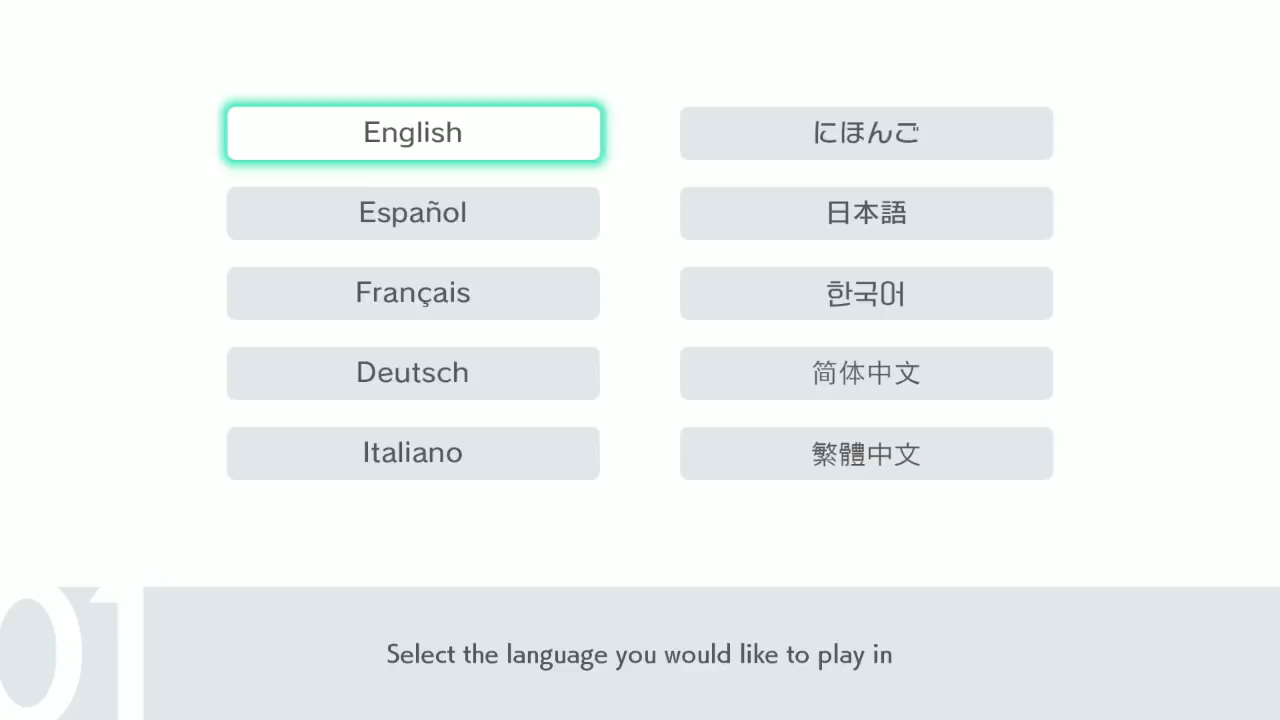 English
Español
Français
Deutsch
Italiano
にほんご
日本語
한국어
简体中文
繁體中文
01
Select the language you would like to play in